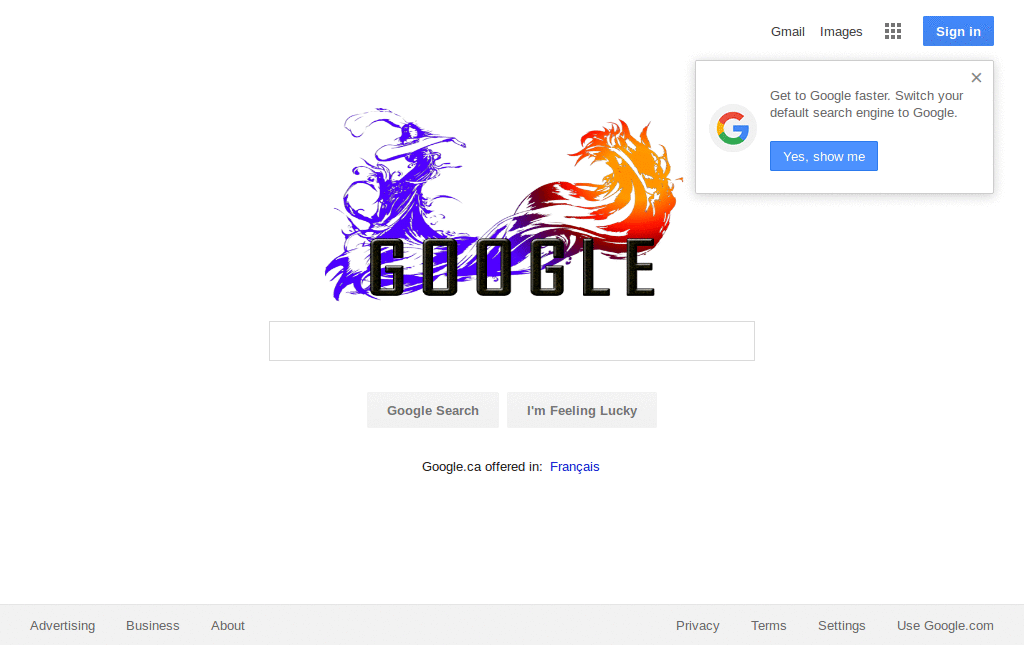 Gmail Images Sign in
Get to Google faster. Switch your
default search engine to Google.
Yes, show me
GOOGLE
Google Search I'm Feeling Lucky
Google.ca offered in: Français
Advertising Business About Privacy Terms Settings Use Google.com